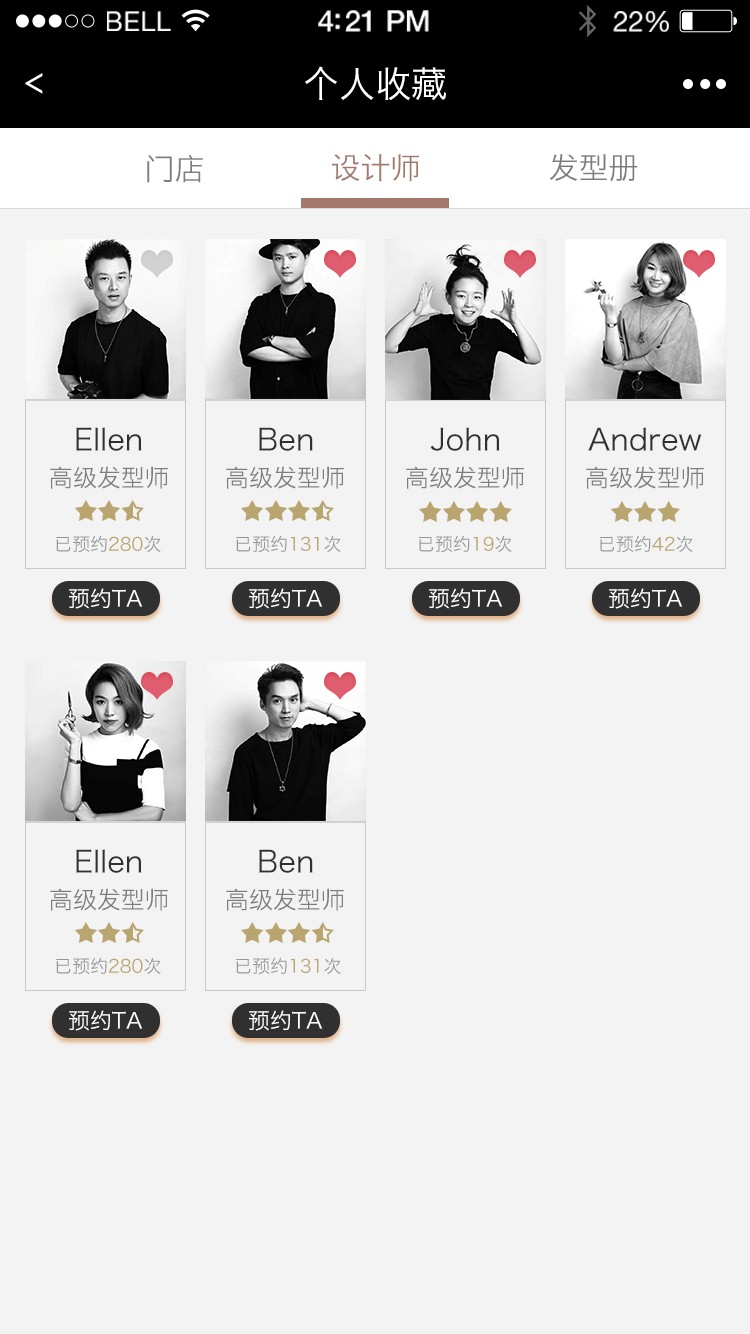 BELL 4:21 PM 22%
< 个人收藏
门店 设计师 发型册
Ellen Ben John Andrew
高级发型师 高级发型师 高级发型师 高级发型师
已预约280次 已预约131次 已预约19次 已预约42次
预约TA 预约TA 预约TA 预约TA
Ellen Ben
高级发型师 高级发型师
已预约280次 已预约131次
预约TA 预约TA